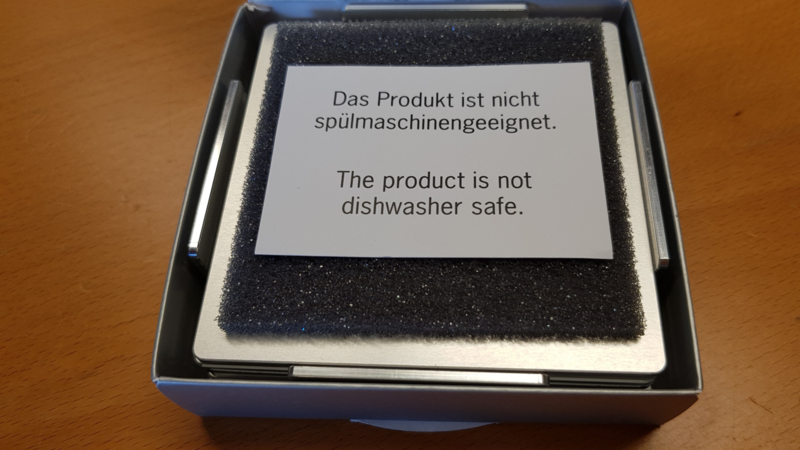 Das Produkt ist nicht
spülmaschinengeeignet.
The product is not
dishwasher safe.